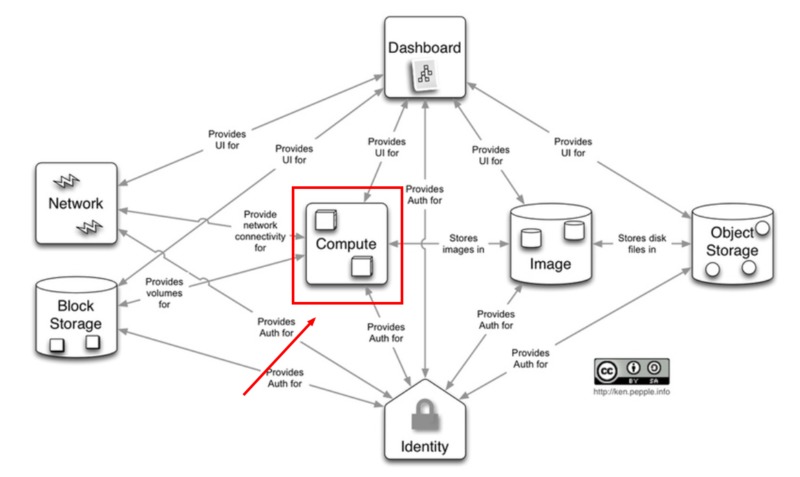 Dashboard
Provides
UI for
Provides
UI for
Provides
UI for
Provides
UI for
Provides
UI for
Provides
Auth for
Network
Provide
network
connectivity
for
Compute
Stores
images in
Image
Stores disk
files in
Object
Storage
Block
Storage
Provides
volumes
for
Provides
Auth for
Provides
Auth for
Provides
Auth for
Provides
Auth for
Provides
Auth for
Identity
cc
BY SA
http://ken.pepple.info